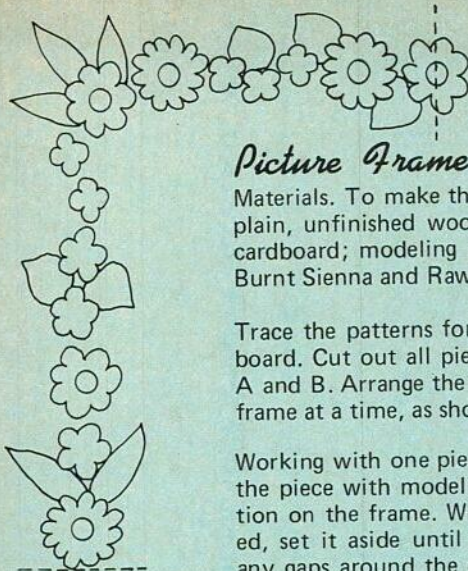 Picture Frame
Materials. To make th
plain, unfinished woo
cardboard; modeling
Burnt Sienna and Raw
Trace the patterns for
board. Cut out all pie
A and B. Arrange the
frame at a time, as sho
Working with one pie
the piece with model
tion on the frame. W
ed, set it aside until
any gaps around the